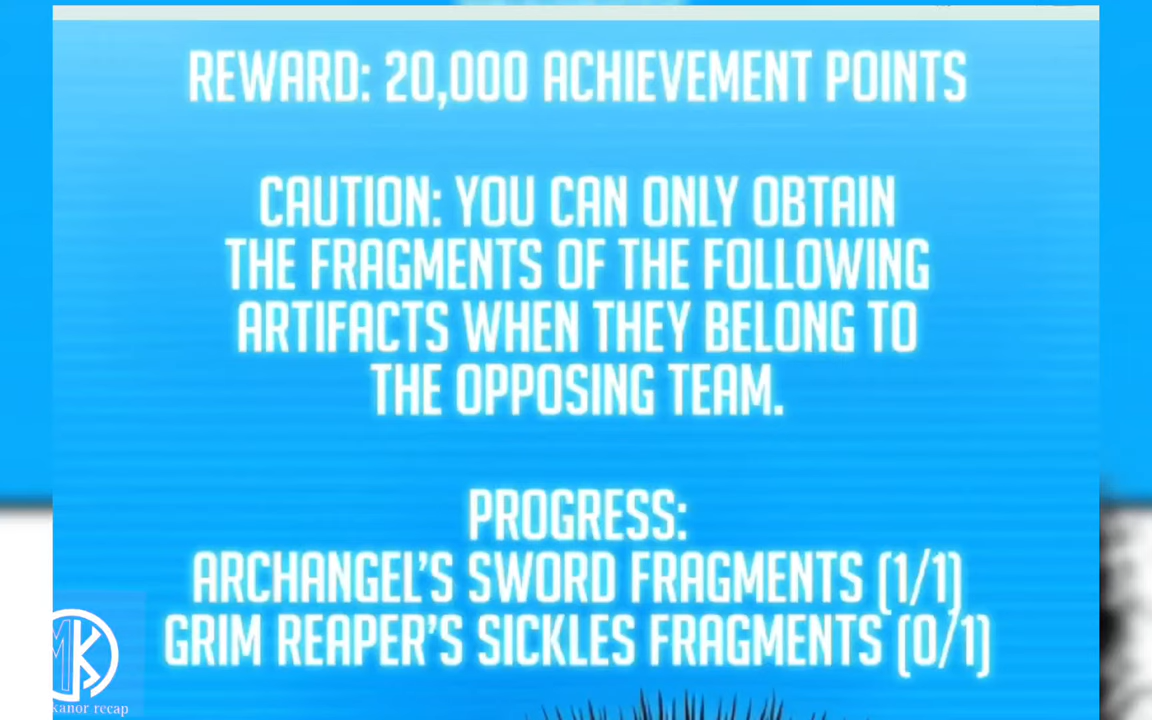 REWARD: 20,000 ACHIEVEMENT POINTS
CAUTION: YOU CAN ONLY OBTAIN
THE FRAGMENTS OF THE FOLLOWING
ARTIFACTS WHEN THEY BELONG TO
THE OPPOSING TEAM.
PROGRESS:
ARCHANGEL'S SWORD FRAGMENTS (1/1)
GRIM REAPER'S SICKLES FRAGMENTS (0/1)
MK
kanor recap